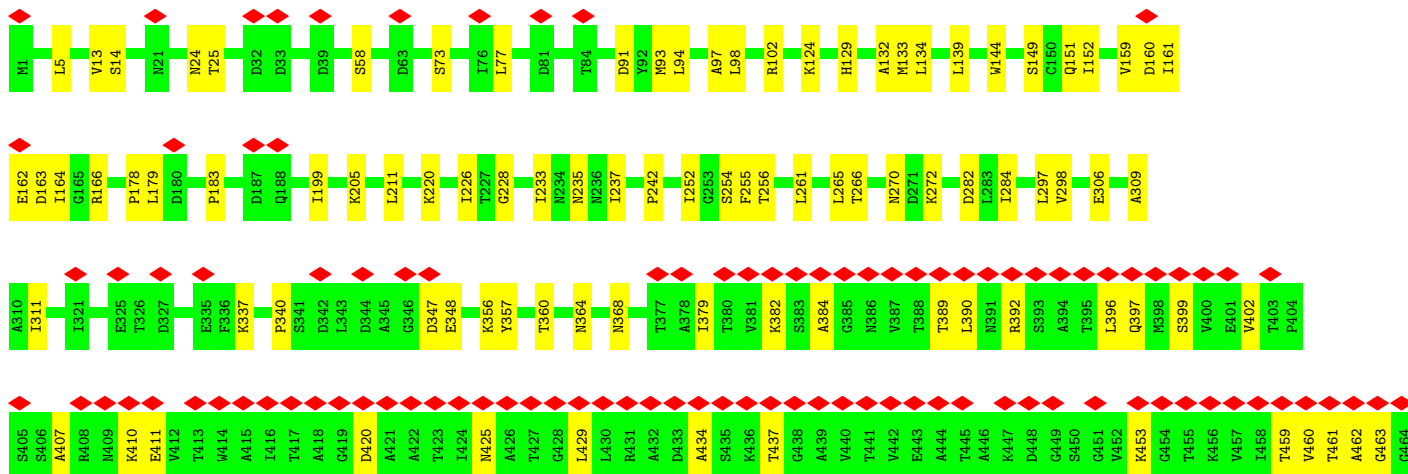 M1 L5 V13 S14 N21 N24 T25 D32 D33 D39 S58 D63 S73 I76 L77 D81 T84 D91 Y92 M93 L94 A97 L98 R102 K124 H129 A132 M133 L134 L139 W144 S149 C150 Q151 I152 V159 D160 I161
E162 D163 I164 G165 R166 P178 L179 D180 P183 D187 Q188 I199 K205 L211 K220 I226 T227 G228 I233 N234 N235 N236 I237 P242 I252 G253 S254 F255 T256 L261 L265 T266 N270 D271 K272 D282 L283 I284 L297 V298 E306 A309
A310 I311 I321 E325 T326 D327 E335 F336 K337 P340 S341 D342 L343 D344 A345 G346 D347 E348 K356 Y357 T360 N364 N368 T377 A378 I379 T380 V381 K382 S383 A384 G385 N386 V387 T388 T389 L390 N391 R392 S393 A394 T395 L396 Q397 M398 S399 V400 E401 V402 T403 P404
S405 S406 A407 R408 N409 K410 E411 V412 T413 W414 A415 I416 T417 A418 G419 D420 A421 A422 T423 I424 N425 A426 T427 G428 L429 L430 R431 A432 D433 A434 S435 K436 T437 G438 A439 V440 T441 V442 E443 A444 T445 A446 K447 D448 G449 S450 G451 V452 K453 G454 T455 K456 V457 I458 T459 V460 T461 A462 G463 G464